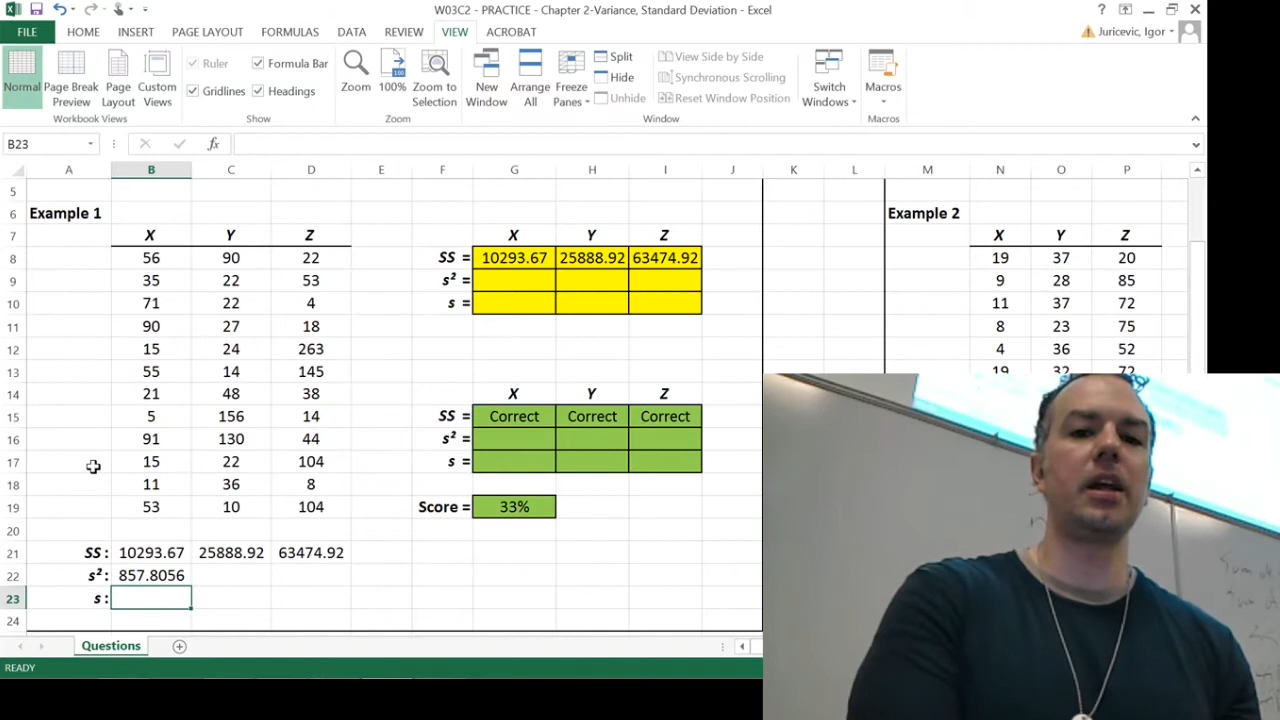 W03C2 - PRACTICE - Chapter 2-Variance, Standard Deviation - Excel
FILE HOME INSERT PAGE LAYOUT FORMULAS DATA REVIEW VIEW ACROBAT Juricevic, Igor
Normal Page Break Preview Page Layout Custom Views
Workbook Views
Ruler Formula Bar
Gridlines Headings
Show
Zoom 100% Zoom to Selection
Zoom
New Window Arrange All Freeze Panes
Split
Hide
Unhide
View Side by Side
Synchronous Scrolling
Reset Window Position
Switch Windows
Window
Macros
Macros
B23 fx
A B C D E F G H I J K L M N O P
5
6 Example 1 Example 2
7 X Y Z X Y Z X Y Z
8 56 90 22 SS = 10293.67 25888.92 63474.92 19 37 20
9 35 22 53 s² = 9 28 85
10 71 22 4 s = 11 37 72
11 90 27 18 8 23 75
12 15 24 263 4 36 52
13 55 14 145 19 32 72
14 21 48 38 X Y Z
15 5 156 14 SS = Correct Correct Correct
16 91 130 44 s² =
17 15 22 104 s =
18 11 36 8
19 53 10 104 Score = 33%
20
21 SS : 10293.67 25888.92 63474.92
22 s² : 857.8056
23 s :
24
Questions
READY